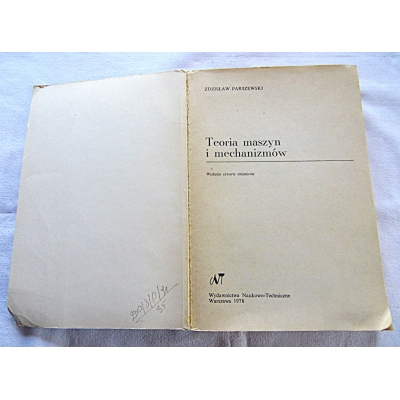 ZDZISŁAW PARSZEWSKI
Teoria maszyn
i mechanizmów
Wydanie czwarte zmienione
Wydawnictwa Naukowo-Techniczne
Warszawa 1978